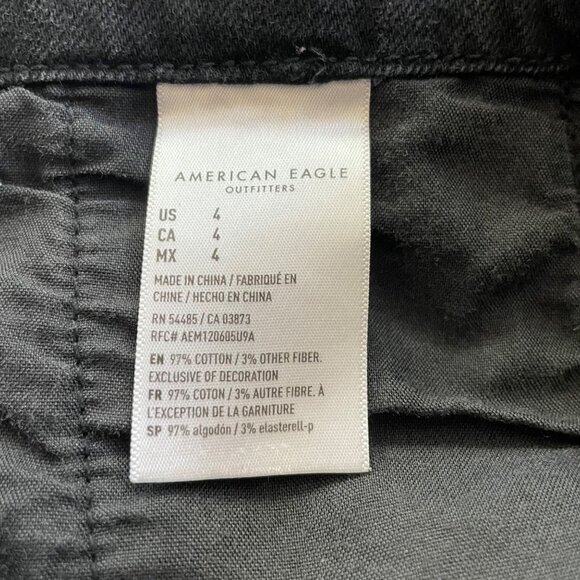 AMERICAN EAGLE
OUTFITTERS
US 4
CA 4
MX 4
MADE IN CHINA / FABRIQUÉ EN
CHINE / HECHO EN CHINA
RN 54485 / CA 03873
RFC# AEM120605U9A
EN 97% COTTON / 3% OTHER FIBER.
EXCLUSIVE OF DECORATION
FR 97% COTON / 3% AUTRE FIBRE. À
L'EXCEPTION DE LA GARNITURE
SP 97% algodón / 3% elasterell-p